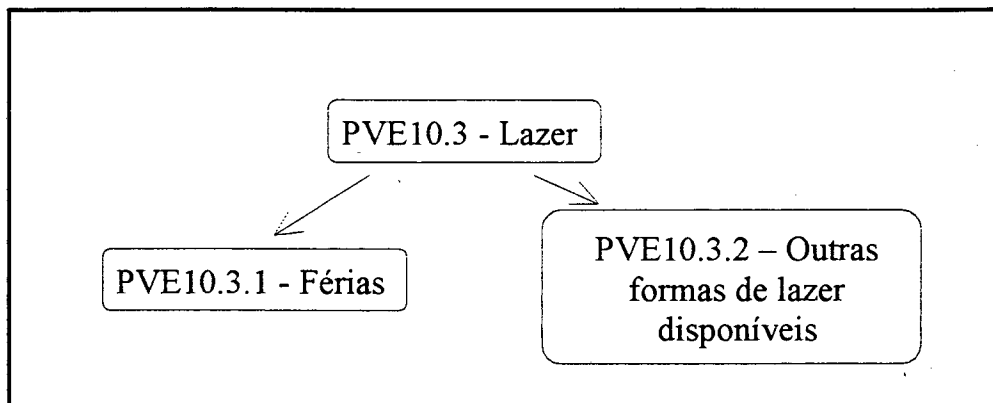 PVE10.3 - Lazer
PVE10.3.1 - Férias
PVE10.3.2 – Outras
formas de lazer
disponíveis